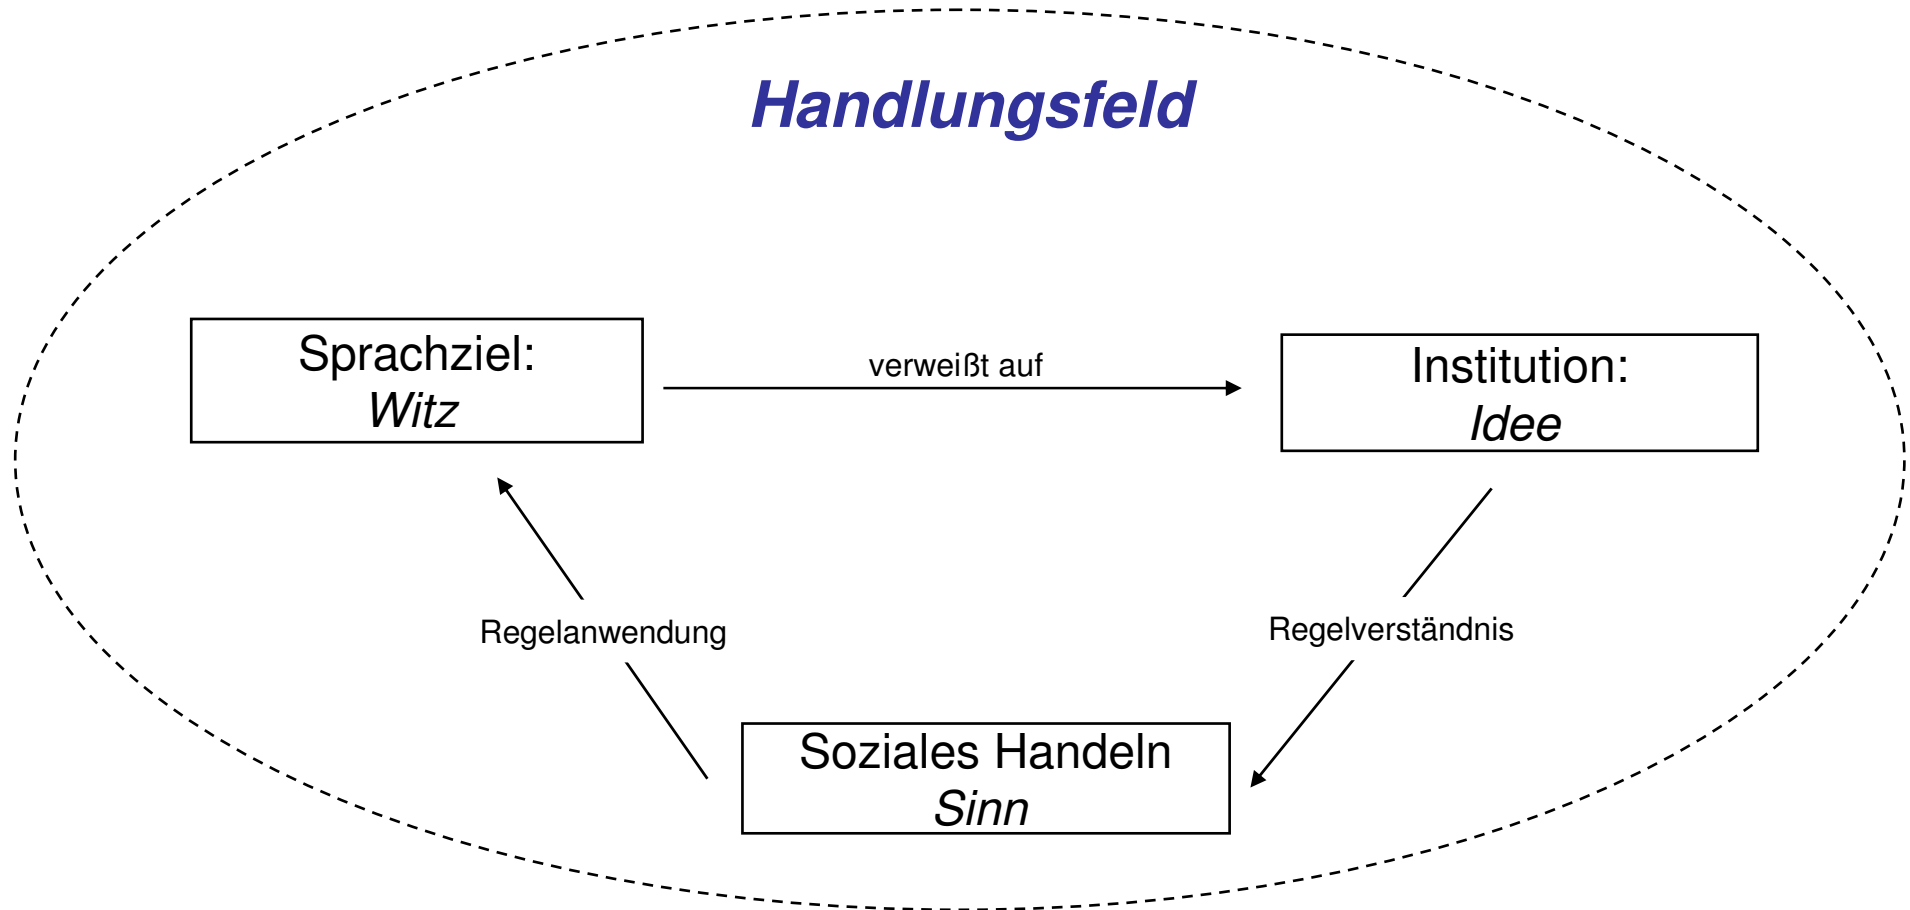 Handlungsfeld
Sprachziel:
Witz
verweißt auf
Institution:
Idee
Regelanwendung
Regelverständnis
Soziales Handeln
Sinn